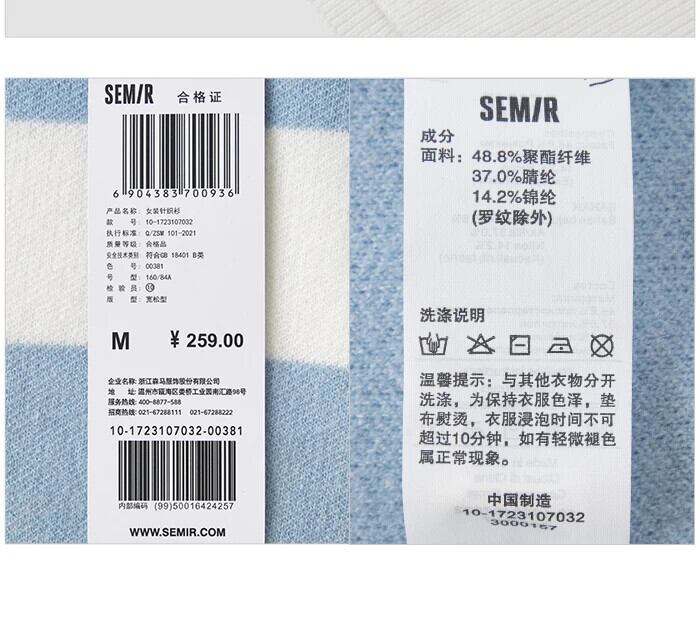 SEMIR 合格证
6 904383 700936
产品名称: 女装针织衫
款 号: 10-1723107032
执行标准: Q/ZSM 101-2021
质量等级: 合格品
安全技术类别: 符合GB 18401 B类
色 号: 00381
号 型: 160/84A
检 验 员: ⑩
版 型: 宽松型
M ¥ 259.00
企业名称: 浙江森马服饰股份有限公司
地 址: 温州市瓯海区娄桥工业园南汇路98号
服务热线: 400-8877-588
招商热线: 021-67288111 021-67288222
10-1723107032-00381
内部编码 (99)50016424257
WWW.SEMIR.COM
SEMIR
成分
面料: 48.8%聚酯纤维
37.0%腈纶
14.2%锦纶
(罗纹除外)
洗涤说明
温馨提示: 与其他衣物分开
洗涤, 为保持衣服色泽, 垫
布熨烫, 衣服浸泡时间不可
超过10分钟, 如有轻微褪色
属正常现象。
中国制造
10-1723107032
3000157